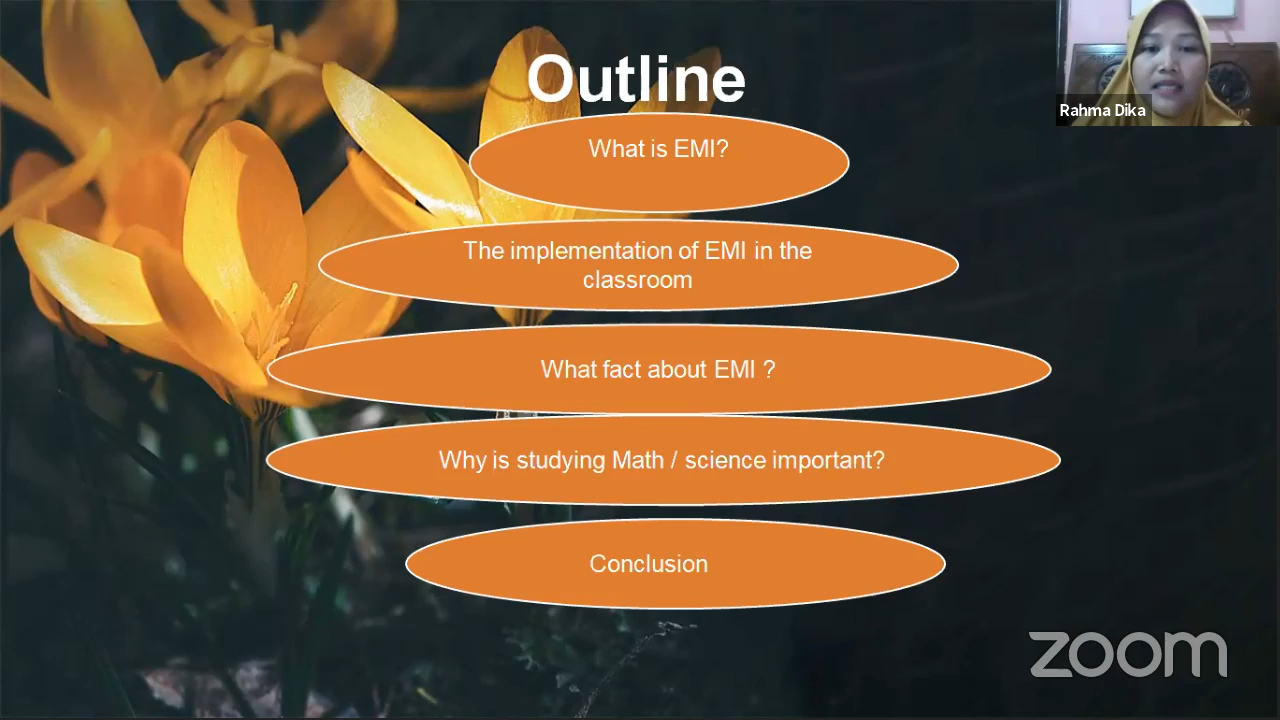 Outline
Rahma Dika
What is EMI?
The implementation of EMI in the
classroom
What fact about EMI ?
Why is studying Math / science important?
Conclusion
zoom